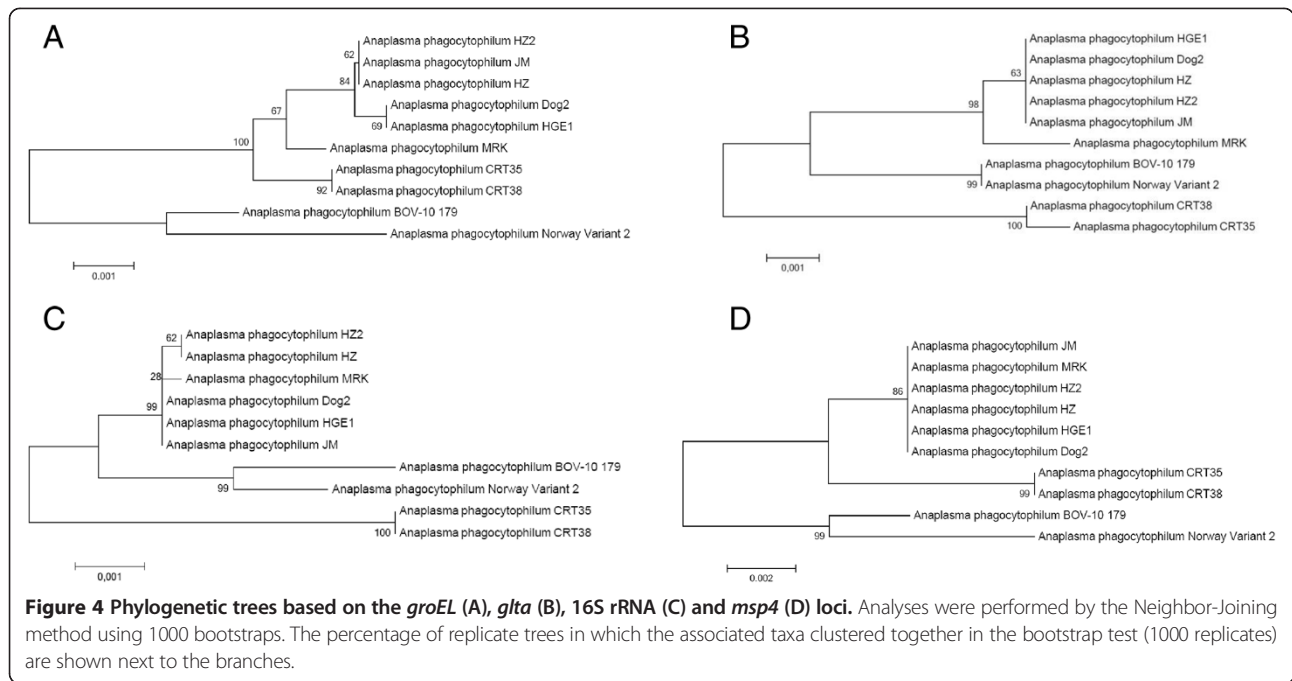 A
Anaplasma phagocytophilum HZ2
62
Anaplasma phagocytophilum JM
84
Anaplasma phagocytophilum HZ
67
Anaplasma phagocytophilum Dog2
69
Anaplasma phagocytophilum HGE1
100
Anaplasma phagocytophilum MRK
Anaplasma phagocytophilum CRT35
92
Anaplasma phagocytophilum CRT38
Anaplasma phagocytophilum BOV-10 179
Anaplasma phagocytophilum Norway Variant 2
0.001
B
Anaplasma phagocytophilum HGE1
Anaplasma phagocytophilum Dog2
63
Anaplasma phagocytophilum HZ
98
Anaplasma phagocytophilum HZ2
Anaplasma phagocytophilum JM
Anaplasma phagocytophilum MRK
Anaplasma phagocytophilum BOV-10 179
99
Anaplasma phagocytophilum Norway Variant 2
Anaplasma phagocytophilum CRT38
100
Anaplasma phagocytophilum CRT35
0,001
C
62
Anaplasma phagocytophilum HZ2
Anaplasma phagocytophilum HZ
28
Anaplasma phagocytophilum MRK
99
Anaplasma phagocytophilum Dog2
Anaplasma phagocytophilum HGE1
Anaplasma phagocytophilum JM
Anaplasma phagocytophilum BOV-10 179
99
Anaplasma phagocytophilum Norway Variant 2
Anaplasma phagocytophilum CRT35
100
Anaplasma phagocytophilum CRT38
0,001
D
Anaplasma phagocytophilum JM
Anaplasma phagocytophilum MRK
86
Anaplasma phagocytophilum HZ2
Anaplasma phagocytophilum HZ
Anaplasma phagocytophilum HGE1
Anaplasma phagocytophilum Dog2
Anaplasma phagocytophilum CRT35
99
Anaplasma phagocytophilum CRT38
Anaplasma phagocytophilum BOV-10 179
99
Anaplasma phagocytophilum Norway Variant 2
0.002
Figure 4 Phylogenetic trees based on the groEL (A), glta (B), 16S rRNA (C) and msp4 (D) loci. Analyses were performed by the Neighbor-Joining
method using 1000 bootstraps. The percentage of replicate trees in which the associated taxa clustered together in the bootstrap test (1000 replicates)
are shown next to the branches.